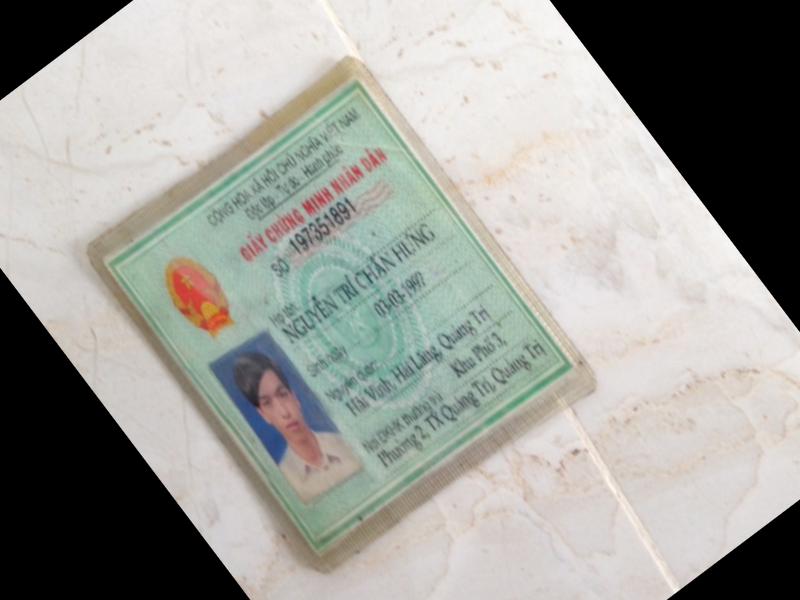 CỘNG HÒA XÃ HỘI CHỦ NGHĨA VIỆT NAM
Độc lập - Tự do - Hạnh phúc
GIẤY CHỨNG MINH NHÂN DÂN
SỐ 197351891
Họ tên
NGUYỄN TRÍ CHẤN HÙNG
Sinh ngày 03-03-1997
Nguyên quán
Hải Vĩnh, Hải Lăng, Quảng Trị
Nơi ĐKHK thường trú Khu Phố 3,
Phường 2, TX Quảng Trị, Quảng Trị